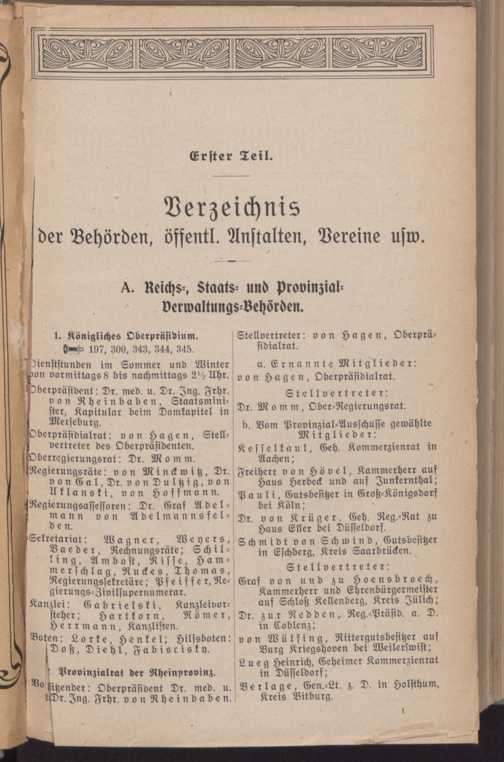 Erster Teil.
Verzeichnis
der Behörden, öffentl. Anstalten, Vereine usw.
A. Reichs-, Staats- und Provinzial-
Verwaltungs-Behörden.
1. Königliches Oberpräsidium.
197, 300, 343, 344, 345.
Dienststunden im Sommer und Winter
von vormittags 8 bis nachmittags 2½ Uhr.
Oberpräsident: Dr. med. u. Dr. Ing. Frhr.
von Rheinbaben, Staatsmini-
ster, Kapitular beim Domkapitel in
Merseburg.
Oberpräsidialrat: von Hagen, Stell-
vertreter des Oberpräsidenten.
Oberregierungsrat: Dr. Momm.
Regierungsräte: von Minckwitz, Dr.
von Gal, Dr. von Dultzig, von
Uklanski, von Hoffmann.
Regierungsassessoren: Dr. Graf Adel-
mann von Adelmannsfel-
den.
Sekretariat: Wagner, Weyers,
Baeder, Rechnungsräte; Schil-
ling, Ambost, Risse, Ham-
merschlag, Ruckes, Thomas,
Regierungssekretäre; Pfeiffer, Re-
gierungs-Zivilsupernumerar.
Kanzlei: Gabrielski, Kanzleivor-
steher; Hartkorn, Römer,
Herrmann, Kanzlisten.
Boten: Lorke, Henkel; Hilfsboten:
Doß, Diehl, Fabiscisky.
Provinzialrat der Rheinprovinz.
Vorsitzender: Oberpräsident Dr. med. u.
Dr. Ing. Frhr. von Rheinbaben.
Stellvertreter: von Hagen, Oberprä-
sidialrat.
a. Ernannte Mitglieder:
von Hagen, Oberpräsidialrat.
Stellvertreter:
Dr. Momm, Ober-Regierungsrat.
b. Vom Provinzial-Ausschusse gewählte
Mitglieder:
Kesselkaul, Geh. Kommerzienrat in
Aachen;
Freiherr von Hövel, Kammerherr auf
Haus Herbeck und auf Junkernthal;
Pauli, Gutsbesitzer in Groß-Königsdorf
bei Köln;
Dr. von Krüger, Geh. Reg.-Rat zu
Haus Eller bei Düsseldorf.
Schmidt von Schwind, Gutsbesitzer
in Eschberg, Kreis Saarbrücken.
Stellvertreter:
Graf von und zu Hoensbroech,
Kammerherr und Ehrenbürgermeister
auf Schloß Kellenberg, Kreis Jülich;
Dr. zur Nedden, Reg.-Präsid. a. D.
in Coblenz;
von Wülfing, Rittergutsbesitzer auf
Burg Kriegshoven bei Weilerswist;
Lueg Heinrich, Geheimer Kommerzienrat
in Düsseldorf;
Verlage, Gen.-Lt. z. D. in Holsthum,
Kreis Bitburg.
1